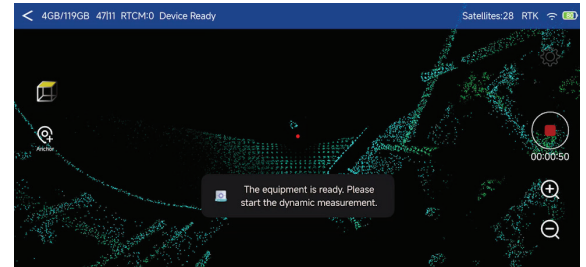 4GB/119GB 47|11 RTCM:0 Device Ready Satellites:28 RTK
Anchor
00:00:50
The equipment is ready. Please
start the dynamic measurement.